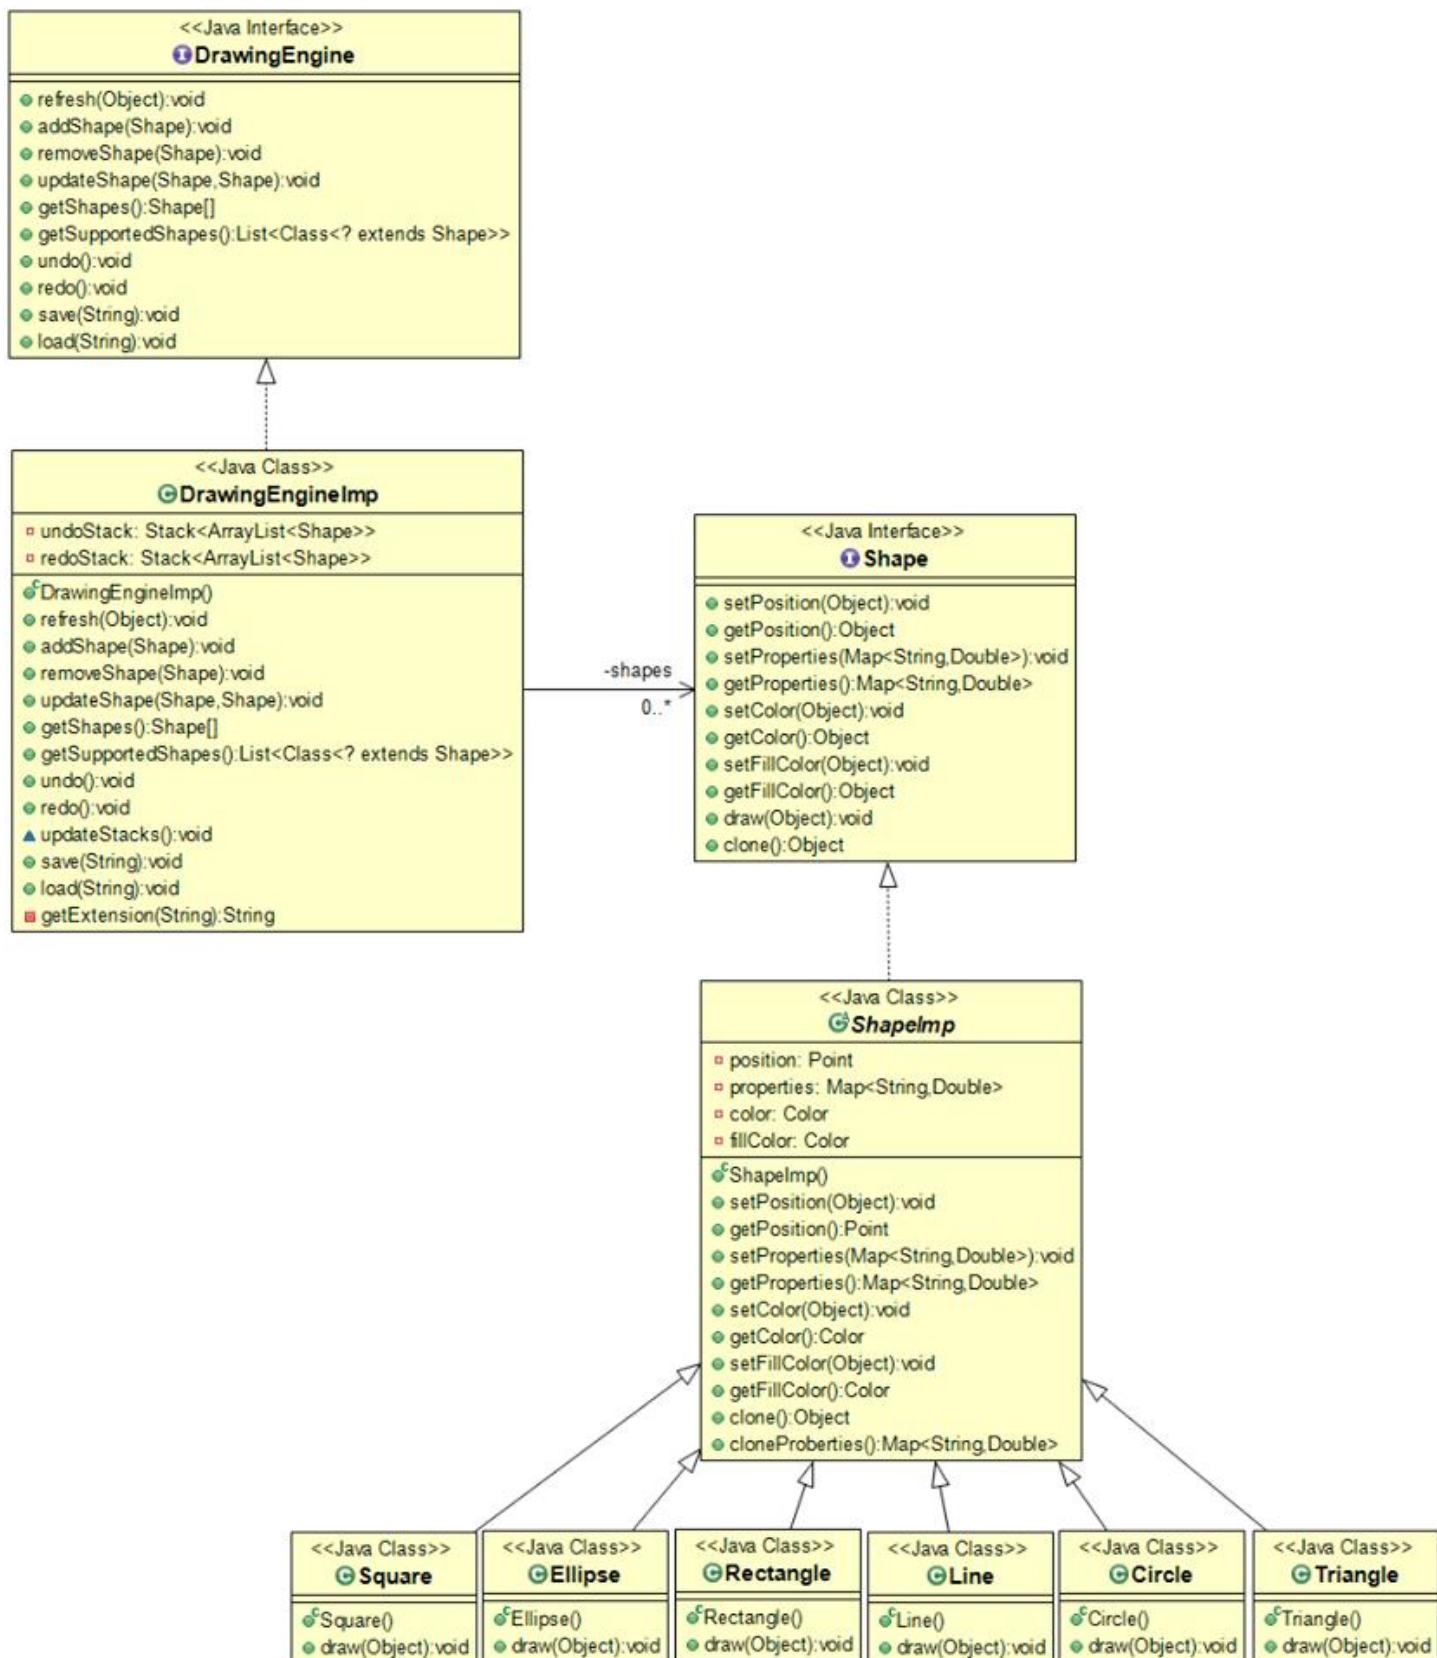 <<Java Interface>>
DrawingEngine
refresh(Object):void
addShape(Shape):void
removeShape(Shape):void
updateShape(Shape,Shape):void
getShapes():Shape[]
getSupportedShapes():List<Class<? extends Shape>>
undo():void
redo():void
save(String):void
load(String):void
<<Java Class>>
DrawingEngineImp
undoStack: Stack<ArrayList<Shape>>
redoStack: Stack<ArrayList<Shape>>
DrawingEngineImp()
refresh(Object):void
addShape(Shape):void
removeShape(Shape):void
updateShape(Shape,Shape):void
getShapes():Shape[]
getSupportedShapes():List<Class<? extends Shape>>
undo():void
redo():void
updateStacks():void
save(String):void
load(String):void
getExtension(String):String
-shapes
0..*
<<Java Interface>>
Shape
setPosition(Object):void
getPosition():Object
setProperties(Map<String,Double>):void
getProperties():Map<String,Double>
setColor(Object):void
getColor():Object
setFillColor(Object):void
getFillColor():Object
draw(Object):void
clone():Object
<<Java Class>>
ShapeImp
position: Point
properties: Map<String,Double>
color: Color
fillColor: Color
ShapeImp()
setPosition(Object):void
getPosition():Point
setProperties(Map<String,Double>):void
getProperties():Map<String,Double>
setColor(Object):void
getColor():Color
setFillColor(Object):void
getFillColor():Color
clone():Object
cloneProberties():Map<String,Double>
<<Java Class>>
Square
Square()
draw(Object):void
<<Java Class>>
Ellipse
Ellipse()
draw(Object):void
<<Java Class>>
Rectangle
Rectangle()
draw(Object):void
<<Java Class>>
Line
Line()
draw(Object):void
<<Java Class>>
Circle
Circle()
draw(Object):void
<<Java Class>>
Triangle
Triangle()
draw(Object):void